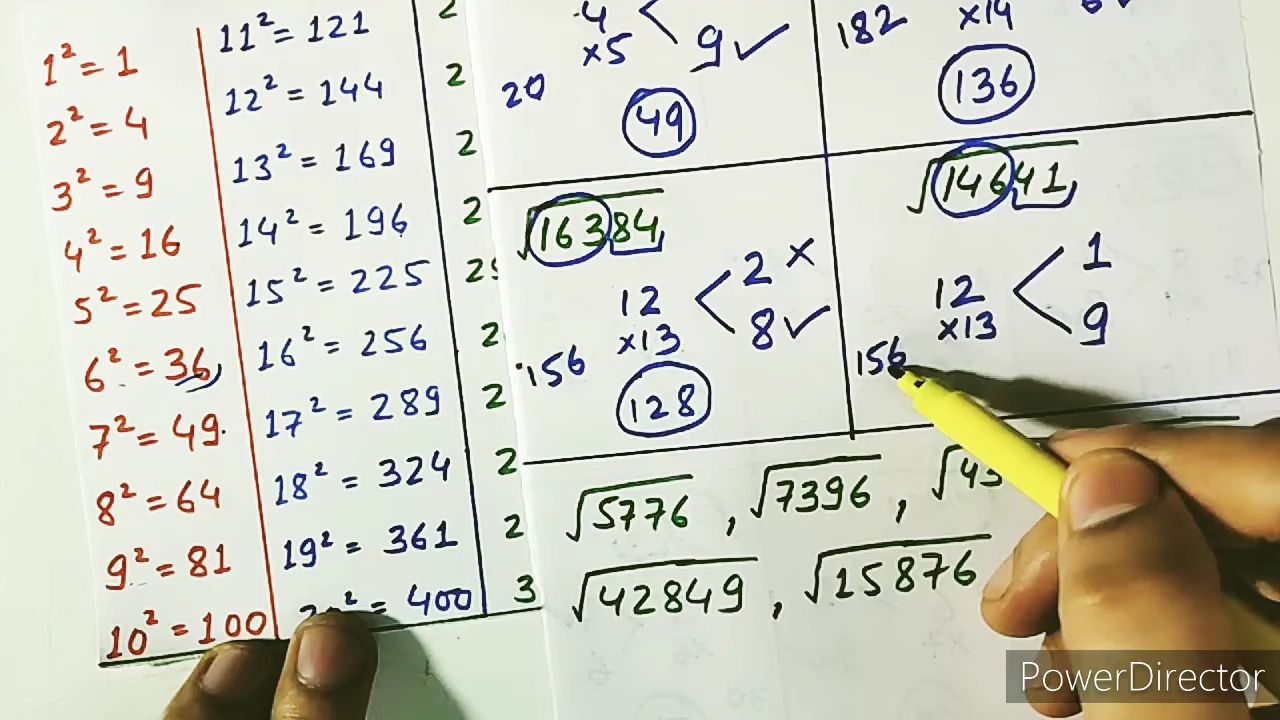 1² = 1
2² = 4
3² = 9
4² = 16
5² = 25
6² = 36
7² = 49
8² = 64
9² = 81
10² = 100
11² = 121
12² = 144
13² = 169
14² = 196
15² = 225
16² = 256
17² = 289
18² = 324
19² = 361
= 400
4
×5
20
9 ✓
49
182
×14
136
√16384
12
×13
156
2 ×
8 ✓
128
√14641
12
×13
156
1
9
√5776 , √7396 ,
√42849 , √15876
PowerDirector